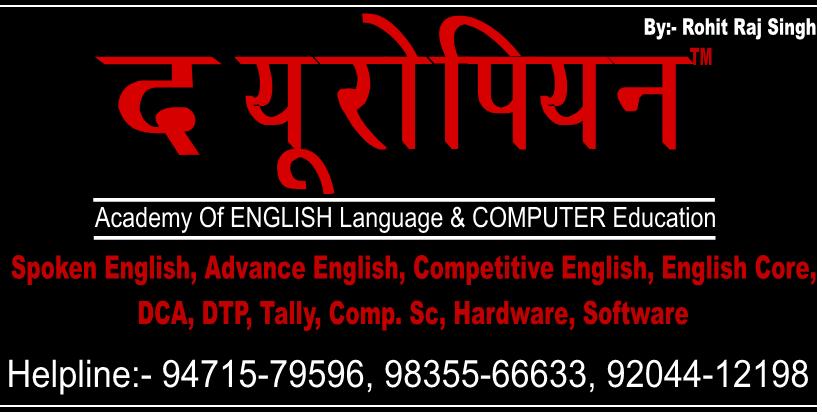 By:- Rohit Raj Singh
द यूरोपियन™
Academy Of ENGLISH Language & COMPUTER Education
Spoken English, Advance English, Competitive English, English Core,
DCA, DTP, Tally, Comp. Sc, Hardware, Software
Helpline:- 94715-79596, 98355-66633, 92044-12198